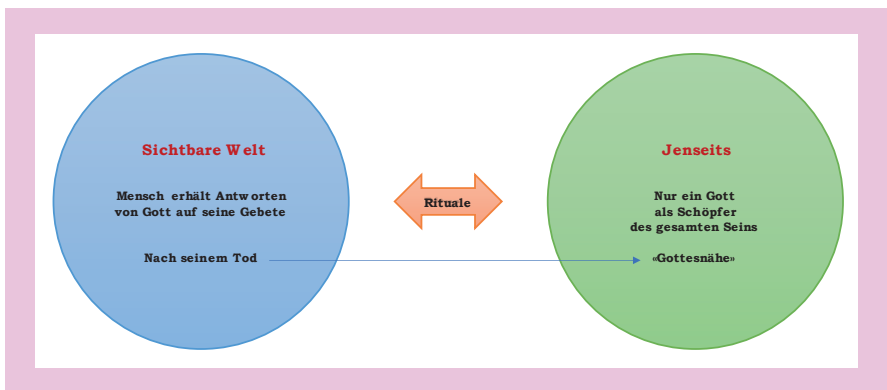 Sichtbare Welt
Mensch erhält Antworten
von Gott auf seine Gebete
Nach seinem Tod
Rituale
Jenseits
Nur ein Gott
als Schöpfer
des gesamten Seins
«Gottesnähe»